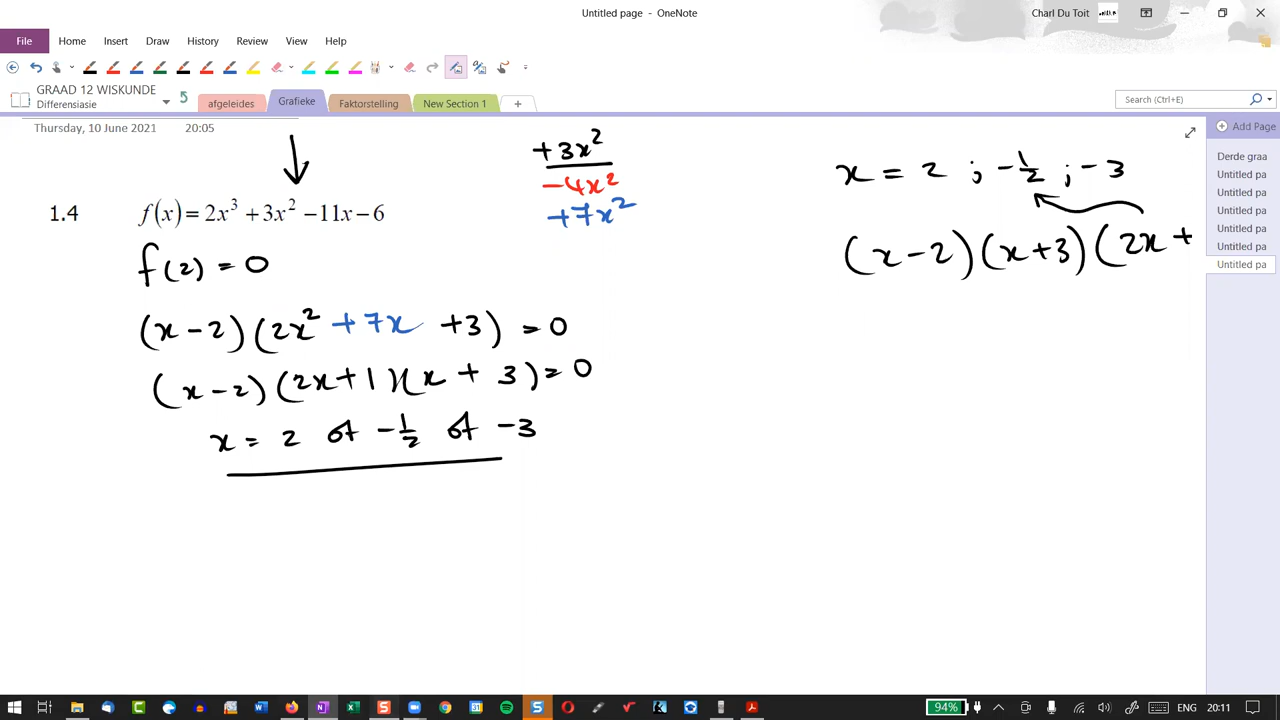 Untitled page - OneNote
Charl Du Toit
File Home Insert Draw History Review View Help
GRAAD 12 WISKUNDE
Differensiasie
afgeleides Grafieke Faktorstelling New Section 1 +
Search (Ctrl+E)
Thursday, 10 June 2021 20:05
Add Page
Derde graa
Untitled pa
Untitled pa
Untitled pa
Untitled pa
Untitled pa
Untitled pa
+3x²
-4x²
+7x²
1.4 f(x) = 2x³ + 3x² − 11x − 6
f(2) = 0
(x-2)(2x² +7x +3) = 0
(x-2)(2x+1)(x + 3) = 0
x = 2 of -1/2 of -3
x = 2 ; -1/2 ; -3
(x-2)(x+3)(2x +
94% ENG 20:11